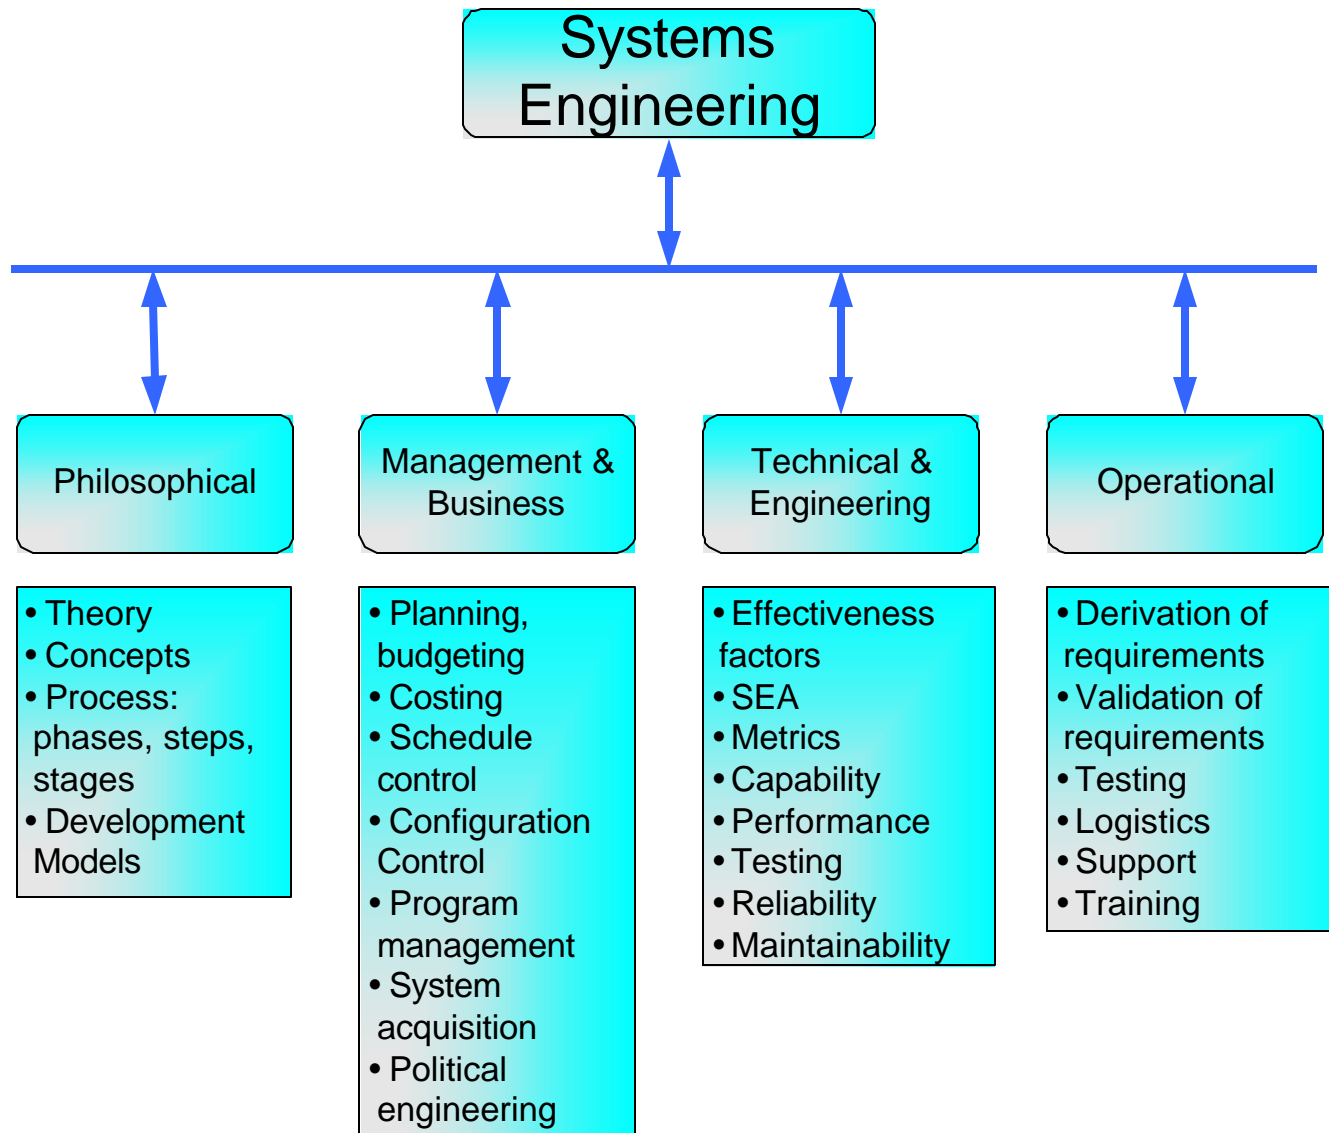 Systems
Engineering
Philosophical
Management &
Business
Technical &
Engineering
Operational
• Theory
• Concepts
• Process:
phases, steps,
stages
• Development
Models
• Planning,
budgeting
• Costing
• Schedule
control
• Configuration
Control
• Program
management
• System
acquisition
• Political
engineering
• Effectiveness
factors
• SEA
• Metrics
• Capability
• Performance
• Testing
• Reliability
• Maintainability
• Derivation of
requirements
• Validation of
requirements
• Testing
• Logistics
• Support
• Training